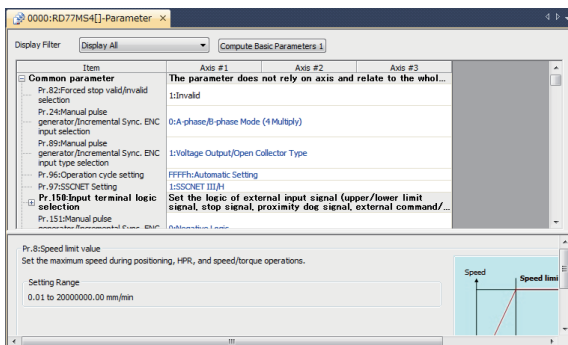 0000:RD77MS4[]-Parameter
Display Filter Display All Compute Basic Parameters 1
Item Axis #1 Axis #2 Axis #3
Common parameter The parameter does not rely on axis and relate to the whol...
Pr.82:Forced stop valid/invalid
selection
1:Invalid
Pr.24:Manual pulse
generator/Incremental Sync. ENC
input selection
0:A-phase/B-phase Mode (4 Multiply)
Pr.89:Manual pulse
generator/Incremental Sync. ENC
input type selection
1:Voltage Output/Open Collector Type
Pr.96:Operation cycle setting FFFFh:Automatic Setting
Pr.97:SSCNET Setting 1:SSCNET III/H
Pr.150:Input terminal logic
selection
Set the logic of external input signal (upper/lower limit
signal, stop signal, proximity dog signal, external command/...
Pr.151:Manual pulse
generator/Incremental Sync. ENC
0:Negative Logic
Pr.8:Speed limit value
Set the maximum speed during positioning, HPR, and speed/torque operations.
Setting Range
0.01 to 20000000.00 mm/min
Speed
Speed limi